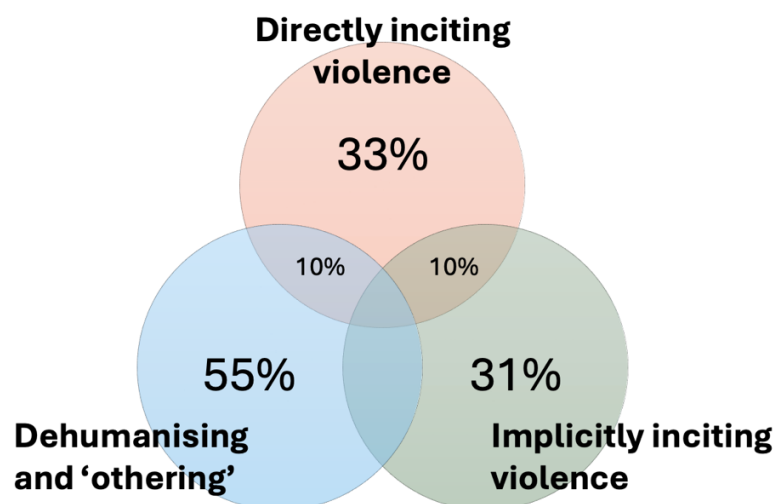 Directly inciting
violence
33%
10%
10%
55%
31%
Dehumanising
and ‘othering’
Implicitly inciting
violence